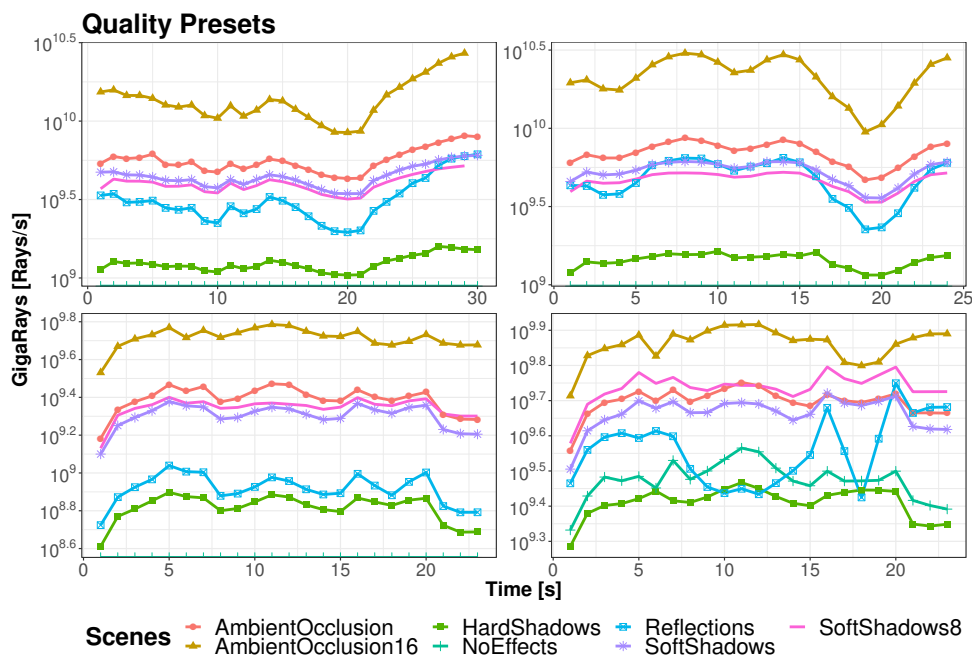 Quality Presets
GigaRays [Rays/s]
10^10.5
10^10
10^9.5
10^9
0 5 10 15 20 25 30
10^10.5
10^10
10^9.5
10^9
0 5 10 15 20 25
10^9.8
10^9.6
10^9.4
10^9.2
10^9
10^8.8
10^8.6
0 5 10 15 20
10^9.9
10^9.8
10^9.7
10^9.6
10^9.5
10^9.4
10^9.3
0 5 10 15 20
Time [s]
Scenes
AmbientOcclusion HardShadows Reflections SoftShadows8
AmbientOcclusion16 NoEffects SoftShadows